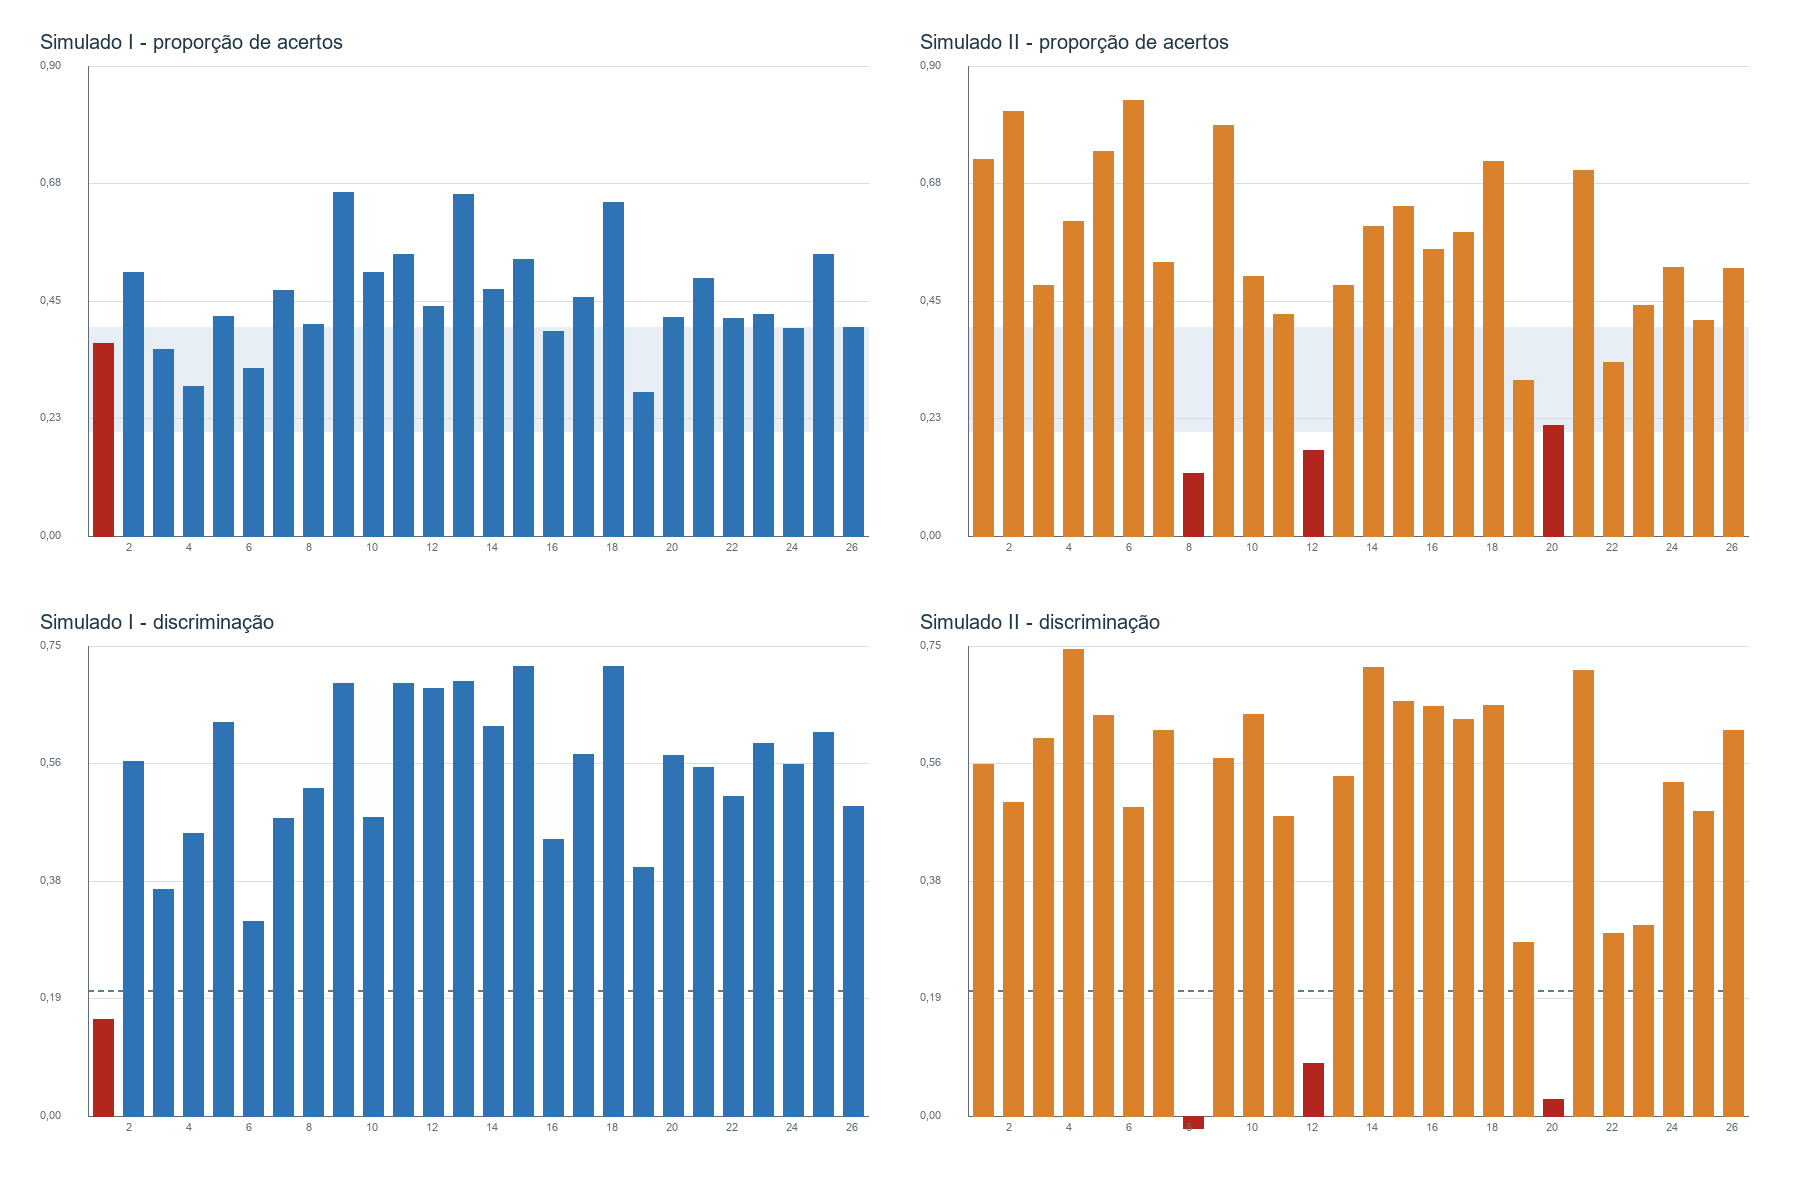 Simulado I - proporção de acertos
0,90
0,68
0,45
0,23
0,00
2 4 6 8 10 12 14 16 18 20 22 24 26
Simulado II - proporção de acertos
0,90
0,68
0,45
0,23
0,00
2 4 6 8 10 12 14 16 18 20 22 24 26
Simulado I - discriminação
0,75
0,56
0,38
0,19
0,00
2 4 6 8 10 12 14 16 18 20 22 24 26
Simulado II - discriminação
0,75
0,56
0,38
0,19
0,00
2 4 6 8 10 12 14 16 18 20 22 24 26